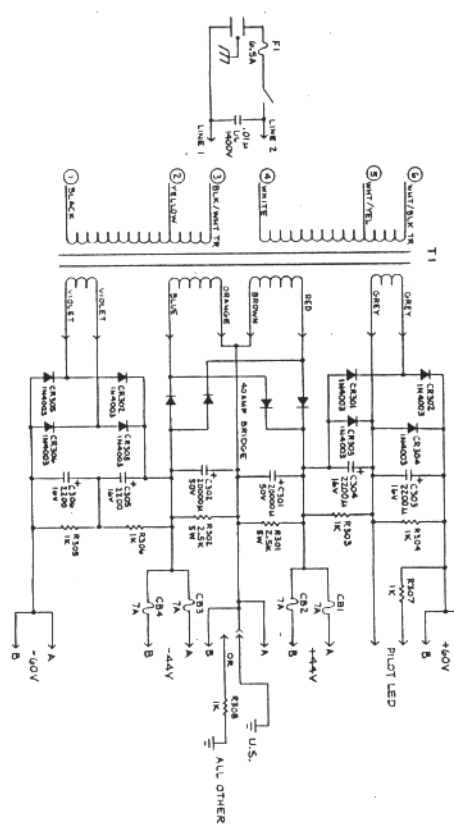 F1
6.5A
LINE 2
LINE 1
.01µ
UL
1400V
6 WHT/BLK TR
5 WHT/YEL
4 WHITE
3 BLK/WHT TR
2 YELLOW
1 BLACK
T1
GREY
GREY
RED
BROWN
ORANGE
BLUE
VIOLET
VIOLET
CR302
1N4003
CR304
1N4003
CR301
1N4003
CR303
1N4003
C303
2200µ
16V
C304
2200µ
16V
R304
1K
R303
1K
R307
1K
+60V
B
PILOT LED
40AMP BRIDGE
C301
20000µ
50V
R301
2.5K
5W
C302
20000µ
50V
R302
2.5K
5W
CB1
7A
CB2
7A
A
B
+44V
A
B
OR
U.S.
R308
1K
ALL OTHER
CB3
7A
CB4
7A
A
B
-44V
CR302
1N4003
CR308
1N4003
CR305
1N4003
CR306
1N4003
C305
2200
16V
C306
2200
16V
R306
1K
R305
1K
-60V
A
B